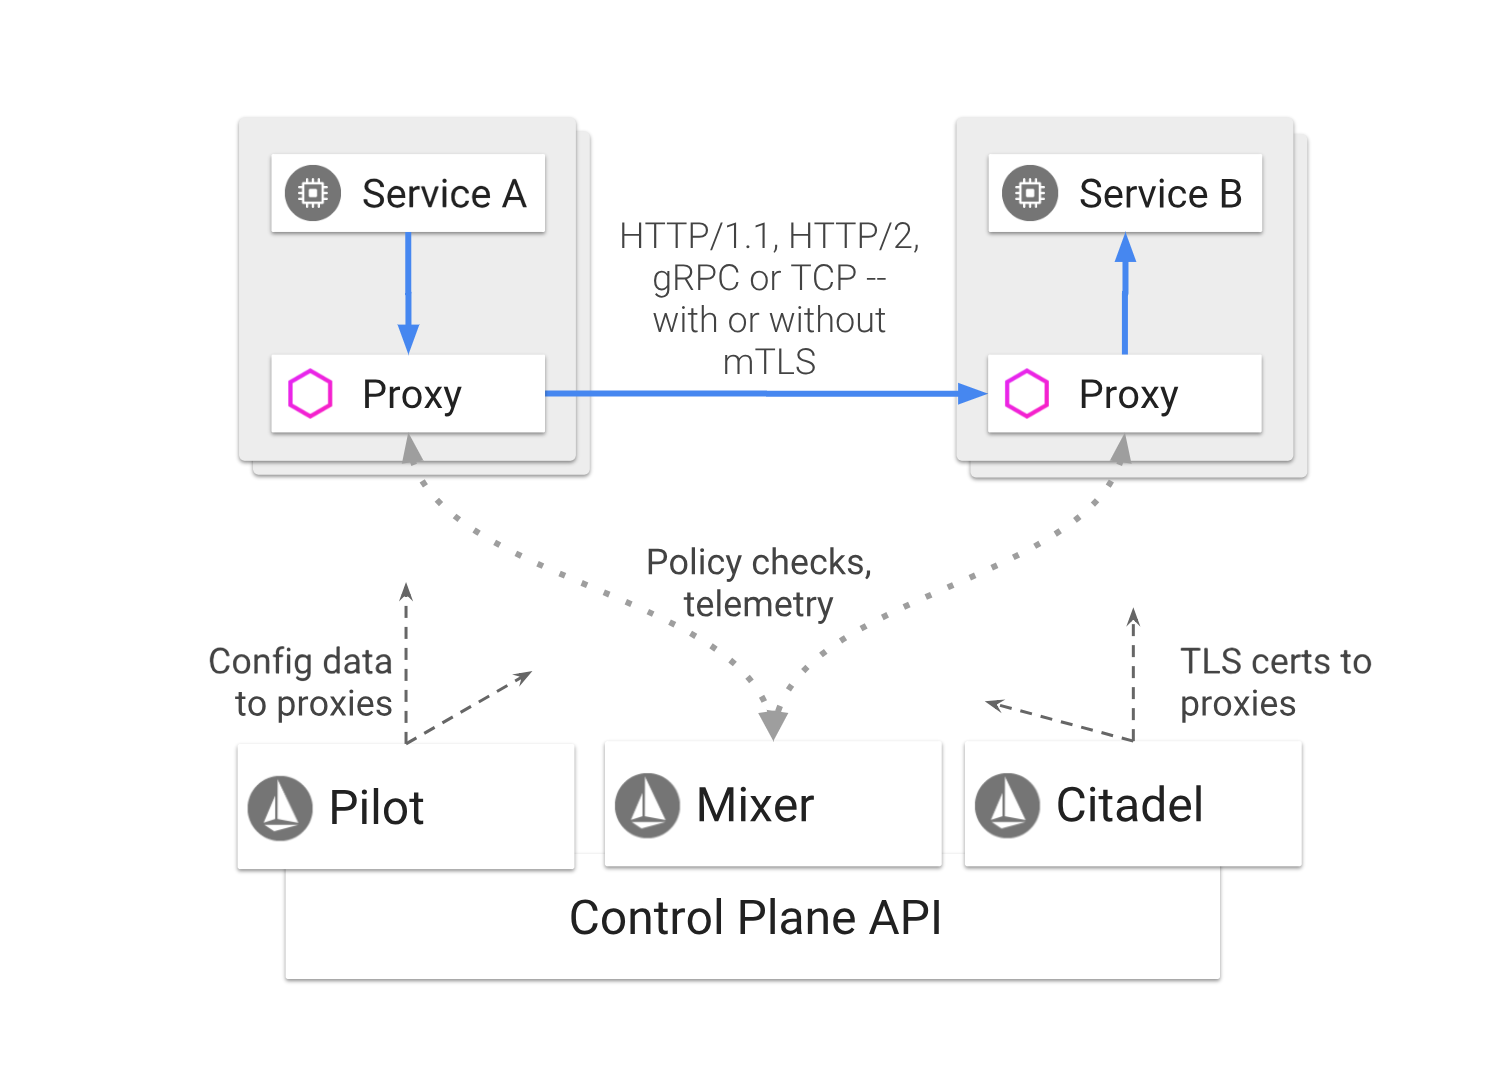 Service A
Service B
HTTP/1.1, HTTP/2,
gRPC or TCP --
with or without
mTLS
Proxy
Proxy
Policy checks,
telemetry
Config data
to proxies
TLS certs to
proxies
Pilot
Mixer
Citadel
Control Plane API